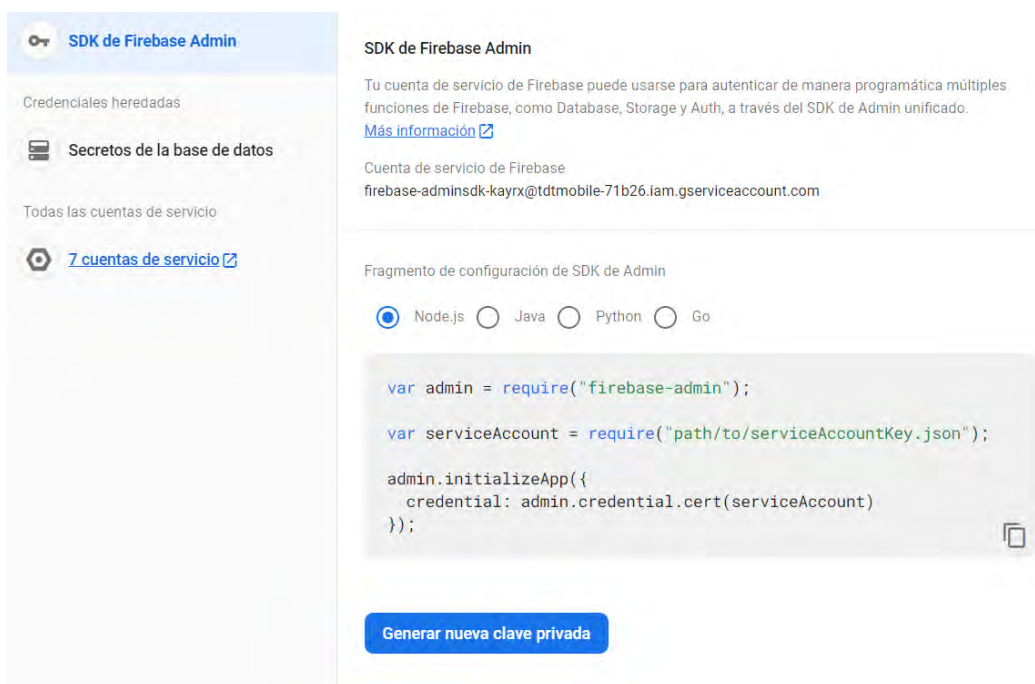 SDK de Firebase Admin
Credenciales heredadas
Secretos de la base de datos
Todas las cuentas de servicio
7 cuentas de servicio
SDK de Firebase Admin
Tu cuenta de servicio de Firebase puede usarse para autenticar de manera programática múltiples
funciones de Firebase, como Database, Storage y Auth, a través del SDK de Admin unificado.
Más información
Cuenta de servicio de Firebase
firebase-adminsdk-kayrx@tdtmobile-71b26.iam.gserviceaccount.com
Fragmento de configuración de SDK de Admin
Node.js Java Python Go
var admin = require("firebase-admin");
var serviceAccount = require("path/to/serviceAccountKey.json");
admin.initializeApp({
  credential: admin.credential.cert(serviceAccount)
});
Generar nueva clave privada